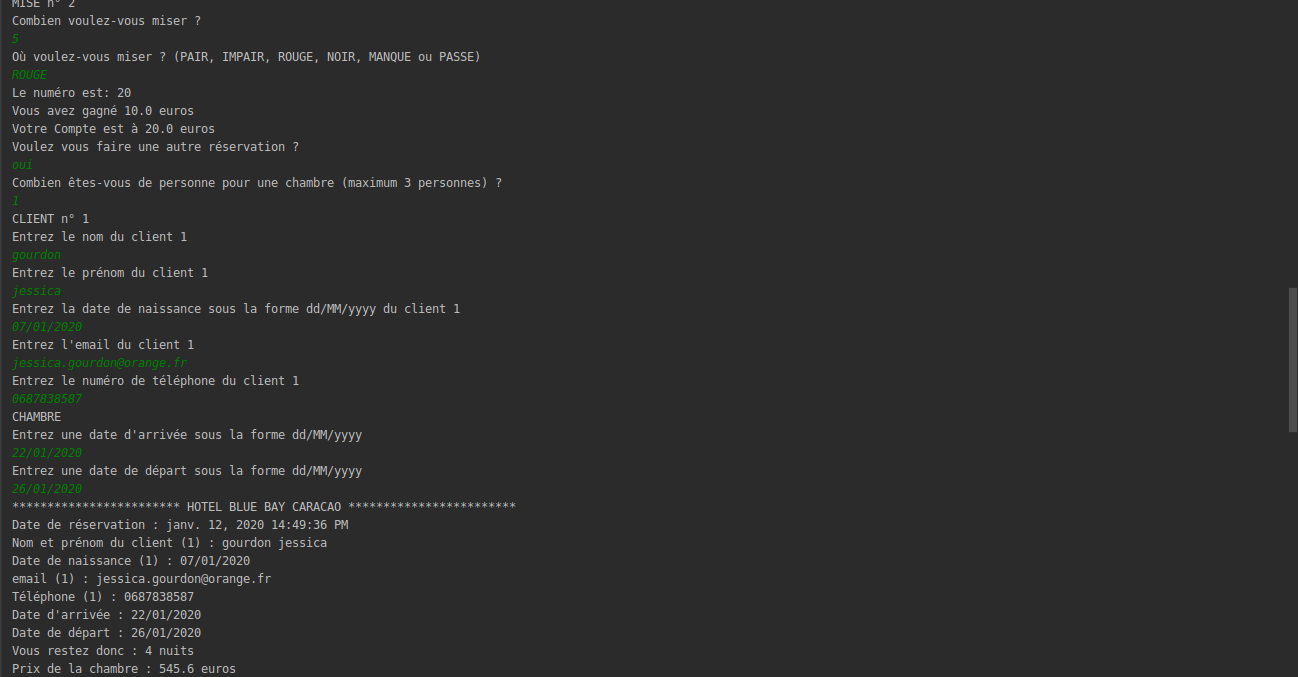 MISE n° 2
Combien voulez-vous miser ?
5
Où voulez-vous miser ? (PAIR, IMPAIR, ROUGE, NOIR, MANQUE ou PASSE)
ROUGE
Le numéro est: 20
Vous avez gagné 10.0 euros
Votre Compte est à 20.0 euros
Voulez vous faire une autre réservation ?
oui
Combien êtes-vous de personne pour une chambre (maximum 3 personnes) ?
1
CLIENT n° 1
Entrez le nom du client 1
gourdon
Entrez le prénom du client 1
jessica
Entrez la date de naissance sous la forme dd/MM/yyyy du client 1
07/01/2020
Entrez l'email du client 1
jessica.gourdon@orange.fr
Entrez le numéro de téléphone du client 1
0687838587
CHAMBRE
Entrez une date d'arrivée sous la forme dd/MM/yyyy
22/01/2020
Entrez une date de départ sous la forme dd/MM/yyyy
26/01/2020
************************ HOTEL BLUE BAY CARACAO ************************
Date de réservation : janv. 12, 2020 14:49:36 PM
Nom et prénom du client (1) : gourdon jessica
Date de naissance (1) : 07/01/2020
email (1) : jessica.gourdon@orange.fr
Téléphone (1) : 0687838587
Date d'arrivée : 22/01/2020
Date de départ : 26/01/2020
Vous restez donc : 4 nuits
Prix de la chambre : 545.6 euros